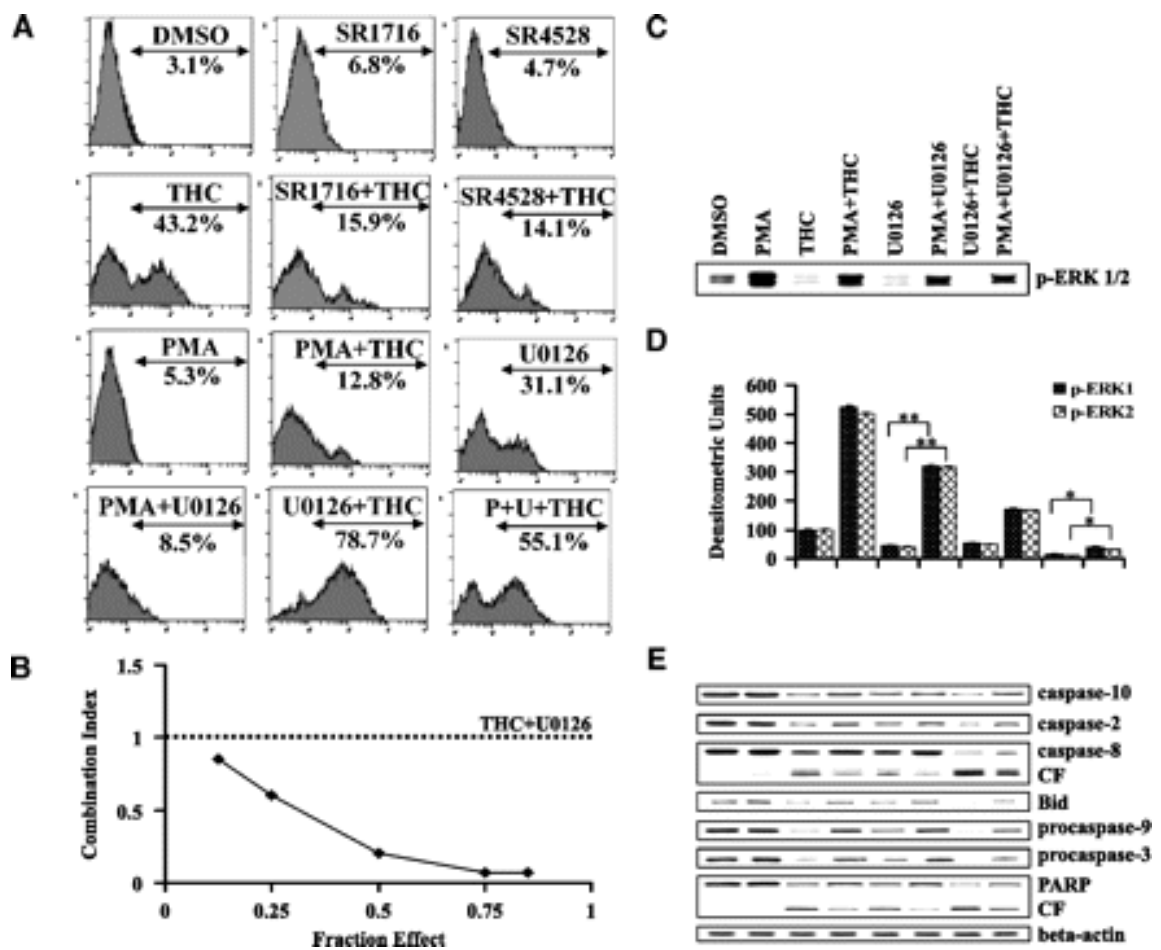 A
DMSO
3.1%
SR1716
6.8%
SR4528
4.7%
THC
43.2%
SR1716+THC
15.9%
SR4528+THC
14.1%
PMA
5.3%
PMA+THC
12.8%
U0126
31.1%
PMA+U0126
8.5%
U0126+THC
78.7%
P+U+THC
55.1%
B
Combination Index
1.5
1
0.5
0
THC+U0126
0
0.25
0.5
0.75
1
Fraction Effect
C
DMSO
PMA
THC
PMA+THC
U0126
PMA+U0126
U0126+THC
PMA+U0126+THC
p-ERK 1/2
D
Densitometric Units
600
500
400
300
200
100
0
**
**
*
*
p-ERK1
p-ERK2
E
caspase-10
caspase-2
caspase-8
CF
Bid
procaspase-9
procaspase-3
PARP
CF
beta-actin